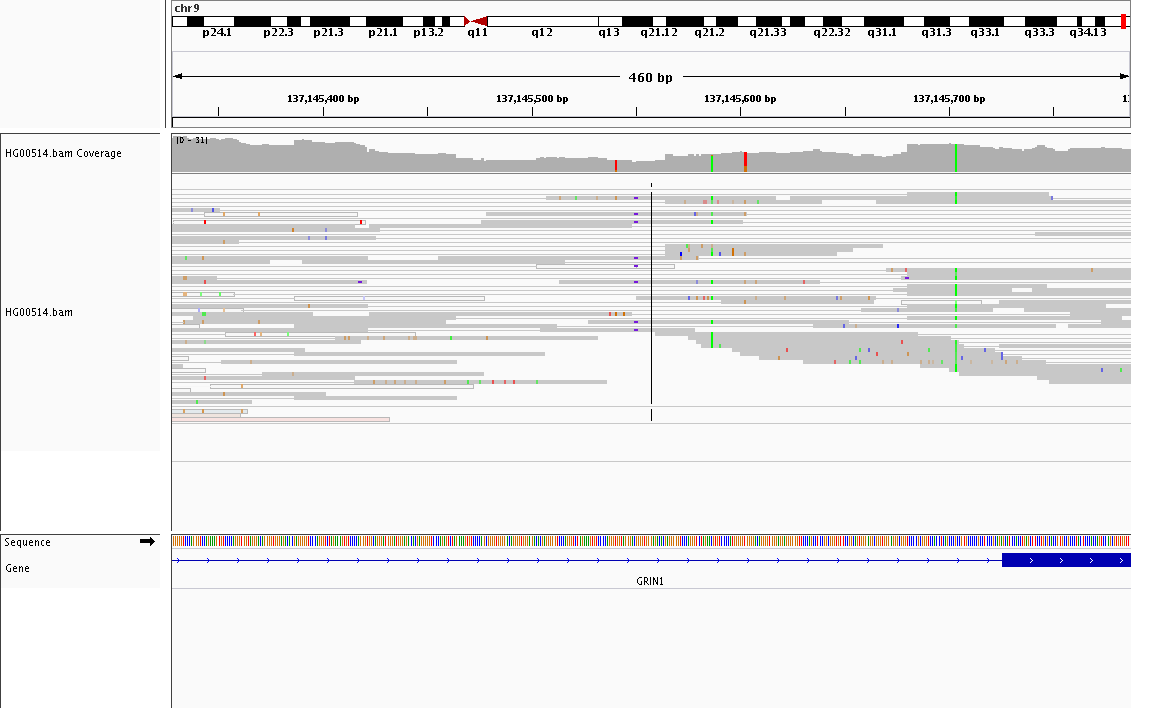 chr9
p24.1 p22.3 p21.3 p21.1 p13.2 q11 q12 q13 q21.12 q21.2 q21.33 q22.32 q31.1 q31.3 q33.1 q33.3 q34.13
460 bp
137,145,400 bp 137,145,500 bp 137,145,600 bp 137,145,700 bp
HG00514.bam Coverage
HG00514.bam
Sequence
Gene
GRIN1